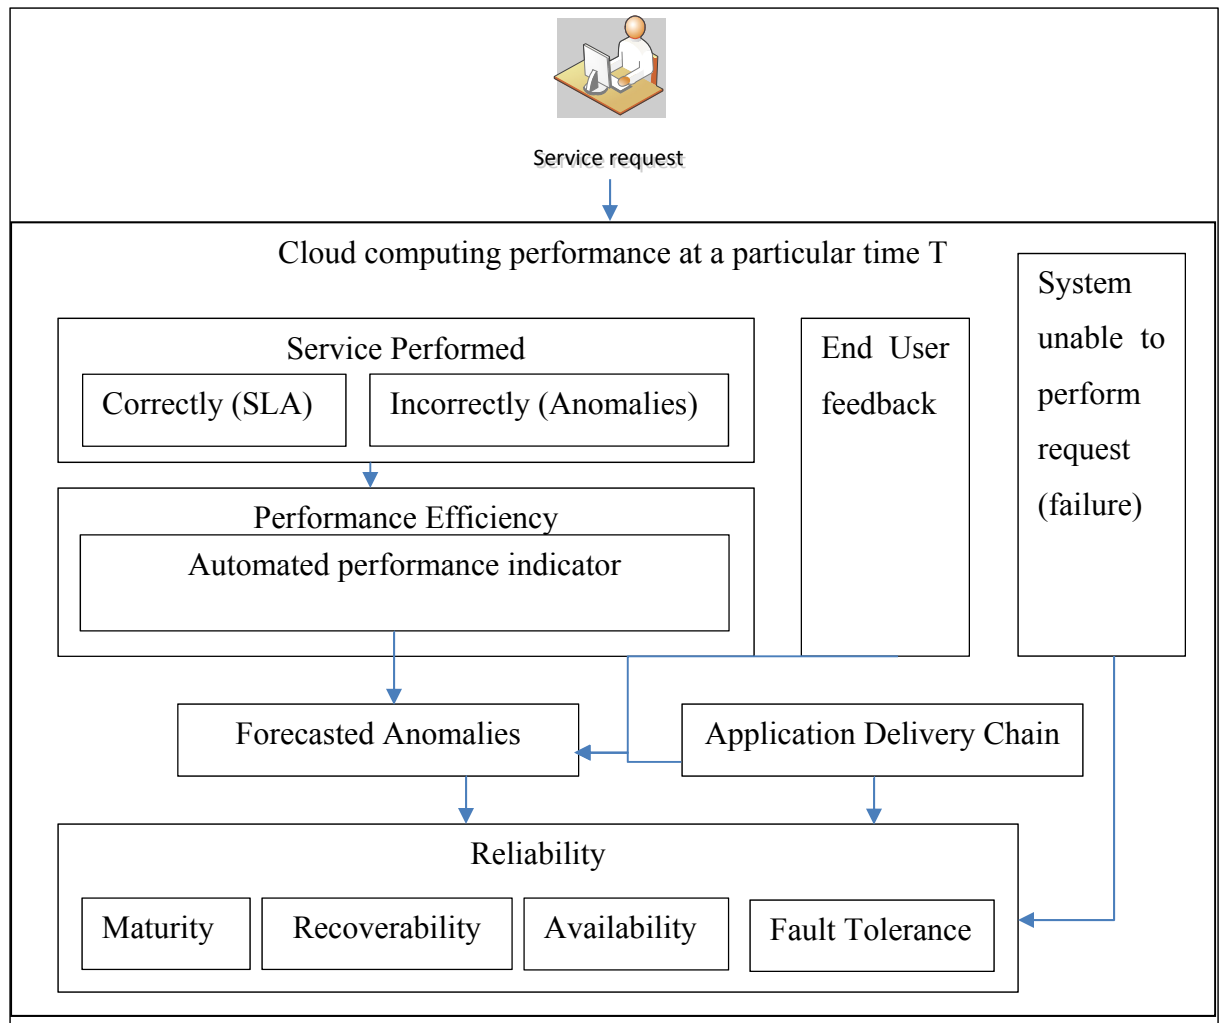 Service request
Cloud computing performance at a particular time T
Service Performed
Correctly (SLA)
Incorrectly (Anomalies)
End User
feedback
System
unable to
perform
request
(failure)
Performance Efficiency
Automated performance indicator
Forecasted Anomalies
Application Delivery Chain
Reliability
Maturity
Recoverability
Availability
Fault Tolerance